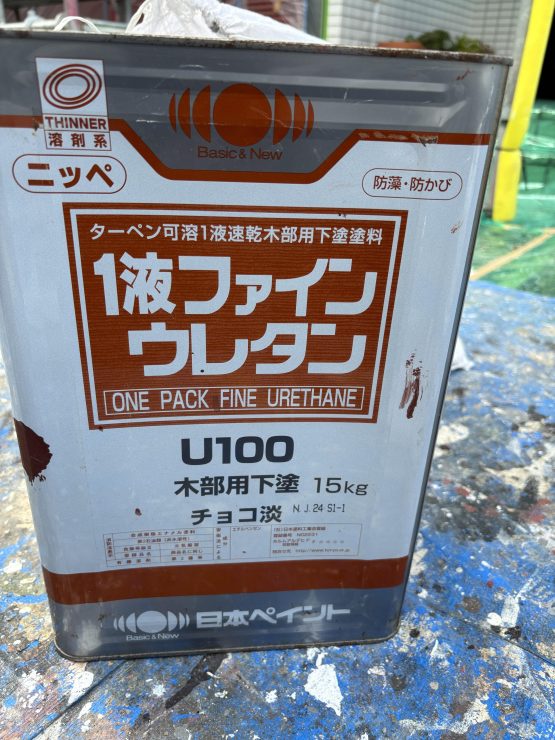 THINNER
溶剤系
Basic & New
ニッペ
防藻・防かび
ターペン可溶1液速乾木部用下塗塗料
1液ファイン
ウレタン
ONE PACK FINE URETHANE
U100
木部用下塗 15kg
チョコ淡 N.J.24 S1-1
Basic & New
日本ペイント